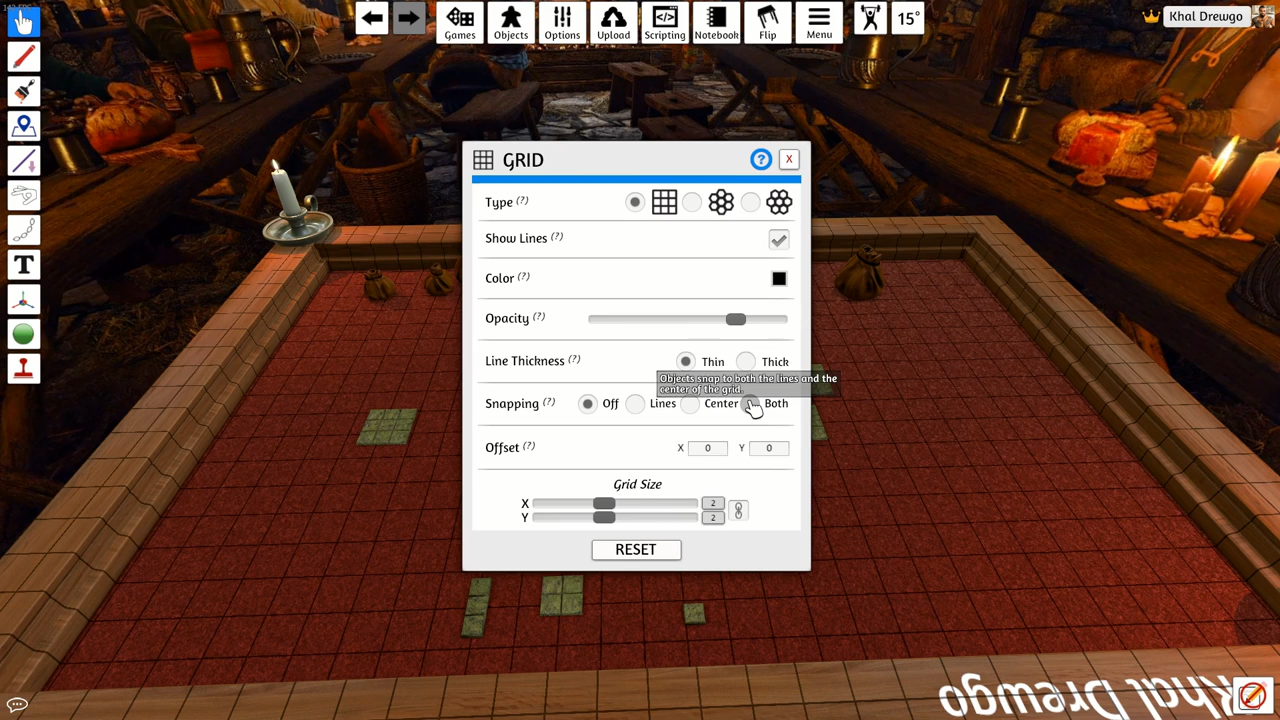 Games
Objects
Options
Upload
Scripting
Notebook
Flip
Menu
15°
Khal Drewgo
T
GRID
?
X
Type (?)
Show Lines (?)
Color (?)
Opacity (?)
Line Thickness (?)
Thin
Thick
Objects snap to both the lines and the
center of the grid.
Snapping (?)
Off
Lines
Center
Both
Offset (?)
X 0
Y 0
Grid Size
X 2
Y 2
RESET
Khal Drewgo